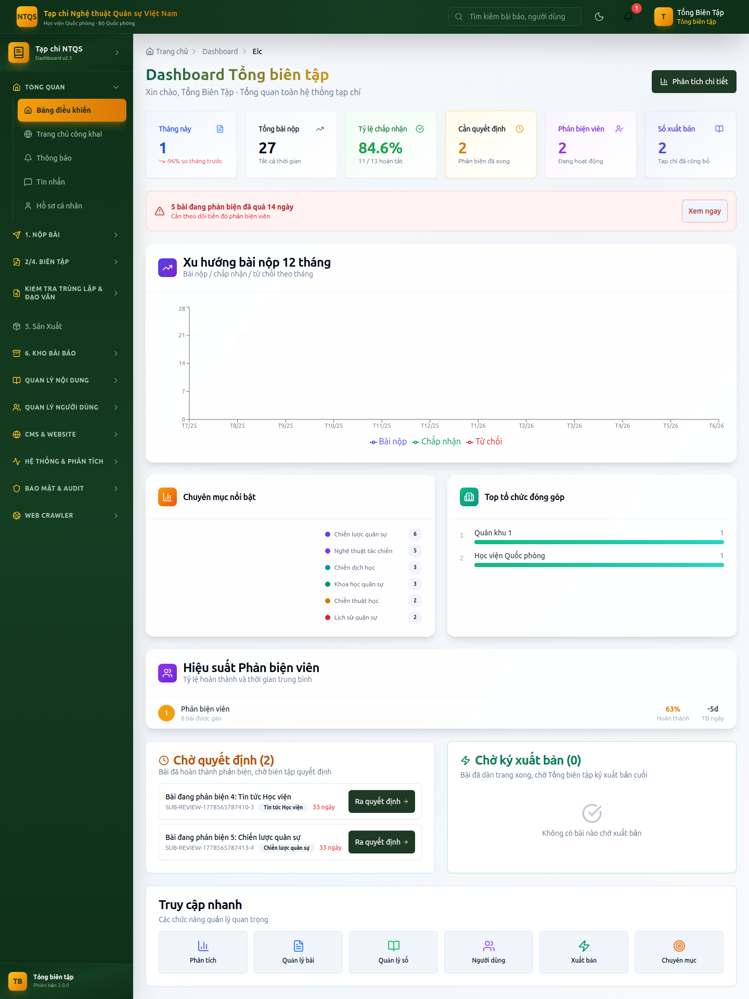 NTQS
Tạp chí Nghệ thuật Quân sự Việt Nam
Học viện Quốc phòng - Bộ Quốc phòng
Tìm kiếm bài báo, người dùng
1
T
Tổng Biên Tập
Tổng biên tập
Tạp chí NTQS
Dashboard v2.1
TỔNG QUAN
Bảng điều khiển
Trang chủ công khai
Thông báo
Tin nhắn
Hồ sơ cá nhân
1. NỘP BÀI
2/4. BIÊN TẬP
KIỂM TRA TRÙNG LẶP &
ĐẠO VĂN
5. Sản Xuất
6. KHO BÀI BÁO
QUẢN LÝ NỘI DUNG
QUẢN LÝ NGƯỜI DÙNG
CMS & WEBSITE
HỆ THỐNG & PHÂN TÍCH
BẢO MẬT & AUDIT
WEB CRAWLER
TB
Tổng biên tập
Phiên bản 2.0.0
Trang chủ
Dashboard
Eic
Dashboard Tổng biên tập
Xin chào, Tổng Biên Tập · Tổng quan toàn hệ thống tạp chí
Phân tích chi tiết
Tháng này
1
-96% so tháng trước
Tổng bài nộp
27
Tất cả thời gian
Tỷ lệ chấp nhận
84.6%
11 / 13 hoàn tất
Cần quyết định
2
Phản biện đã xong
Phản biện viên
2
Đang hoạt động
Số xuất bản
2
Tạp chí đã công bố
5 bài đang phản biện đã quá 14 ngày
Cần theo dõi tiến độ phản biện viên
Xem ngay
Xu hướng bài nộp 12 tháng
Bài nộp / chấp nhận / từ chối theo tháng
28
21
14
7
0
T7/25
T8/25
T9/25
T10/25
T11/25
T12/25
T1/26
T2/26
T3/26
T4/26
T5/26
T6/26
Bài nộp
Chấp nhận
Từ chối
Chuyên mục nổi bật
Chiến lược quân sự
6
Nghệ thuật tác chiến
5
Chiến dịch học
3
Khoa học quân sự
3
Chiến thuật học
2
Lịch sử quân sự
2
Top tổ chức đóng góp
1
Quân khu 1
1
2
Học viện Quốc phòng
1
Hiệu suất Phản biện viên
Tỷ lệ hoàn thành và thời gian trung bình
1
Phản biện viên
8 bài được gán
63%
Hoàn thành
-5d
TB ngày
Chờ quyết định (2)
Bài đã hoàn thành phản biện, chờ biên tập quyết định
Bài đang phản biện 4: Tin tức Học viện
SUB-REVIEW-1778565787410-3
Tin tức Học viện
33 ngày
Ra quyết định
Bài đang phản biện 5: Chiến lược quân sự
SUB-REVIEW-1778565787413-4
Chiến lược quân sự
33 ngày
Ra quyết định
Chờ ký xuất bản (0)
Bài đã dàn trang xong, chờ Tổng biên tập ký xuất bản cuối
Không có bài nào chờ xuất bản
Truy cập nhanh
Các chức năng quản lý quan trọng
Phân tích
Quản lý bài
Quản lý số
Người dùng
Xuất bản
Chuyên mục